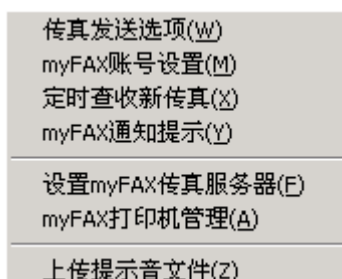 传真发送选项(W)
myFAX账号设置(M)
定时查收新传真(X)
myFAX通知提示(Y)
设置myFAX传真服务器(F)
myFAX打印机管理(A)
上传提示音文件(Z)